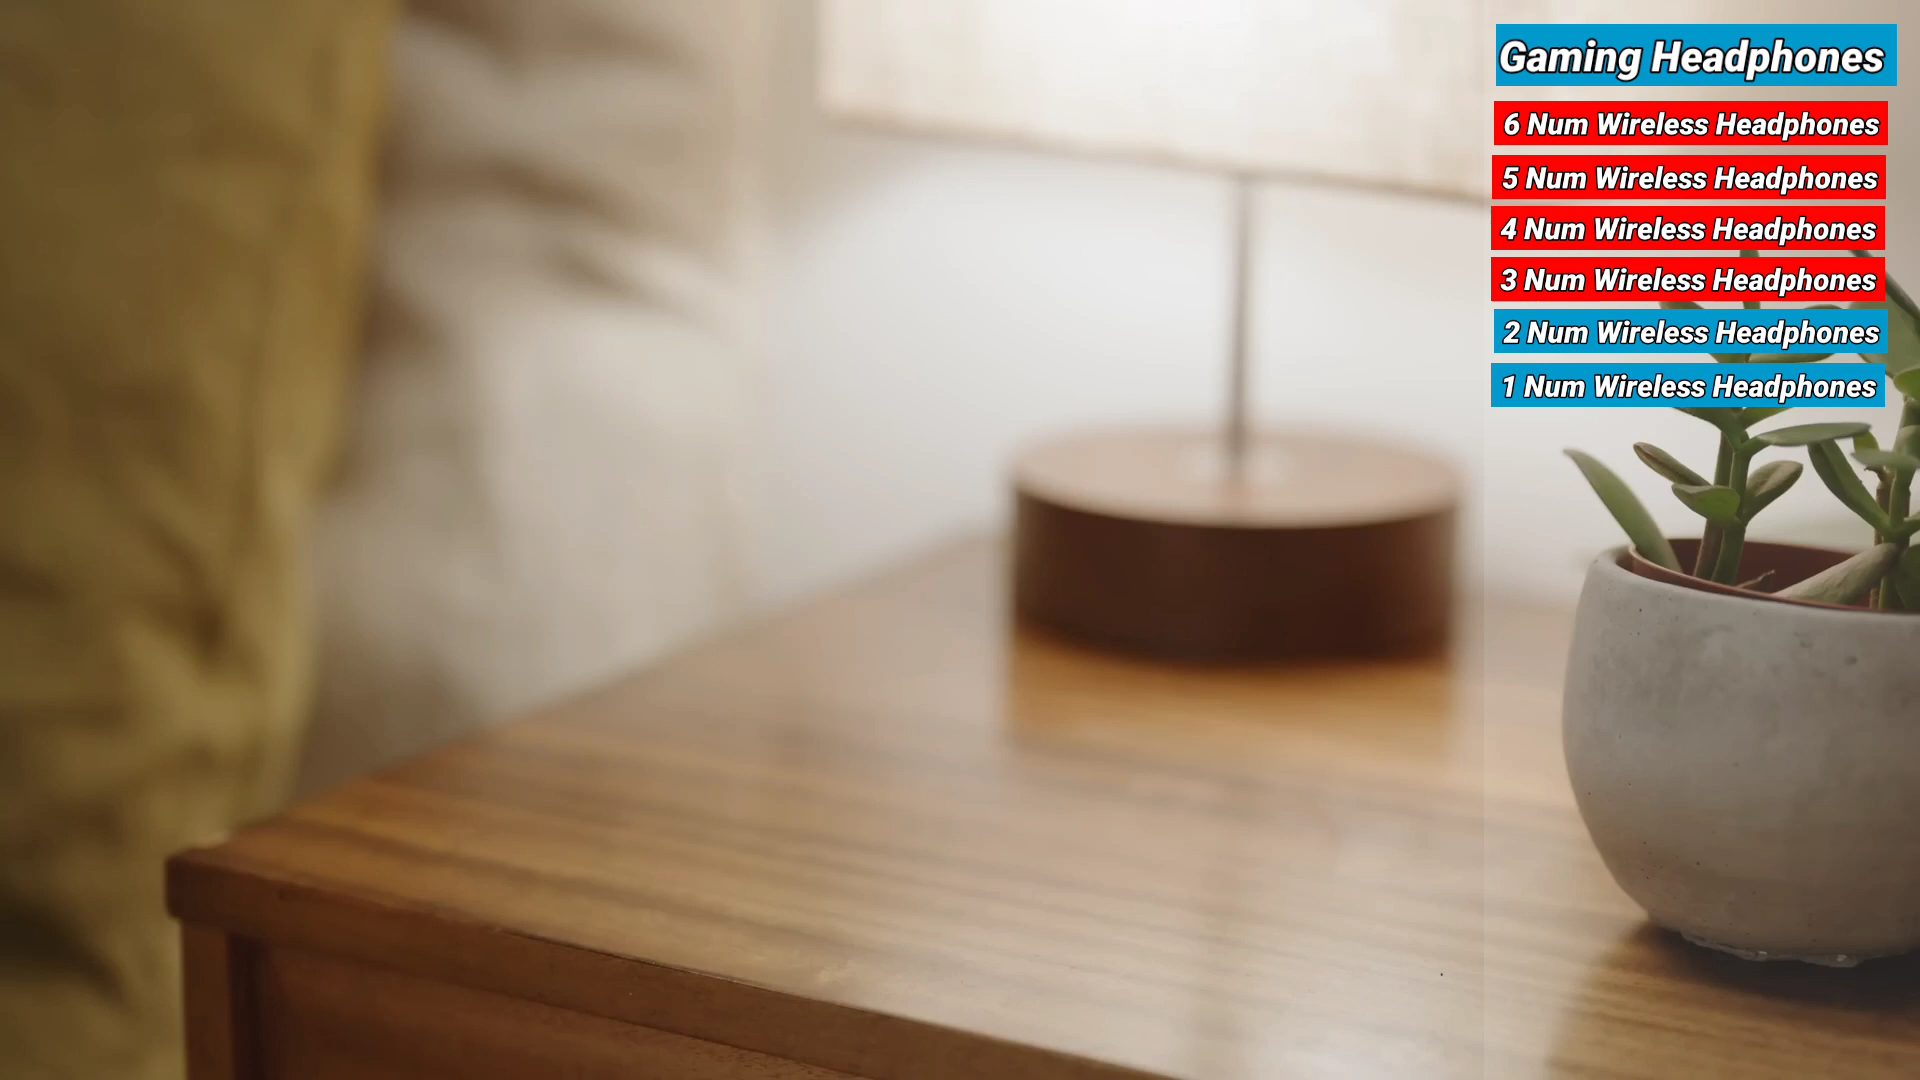 Gaming Headphones
6 Num Wireless Headphones
5 Num Wireless Headphones
4 Num Wireless Headphones
3 Num Wireless Headphones
2 Num Wireless Headphones
1 Num Wireless Headphones